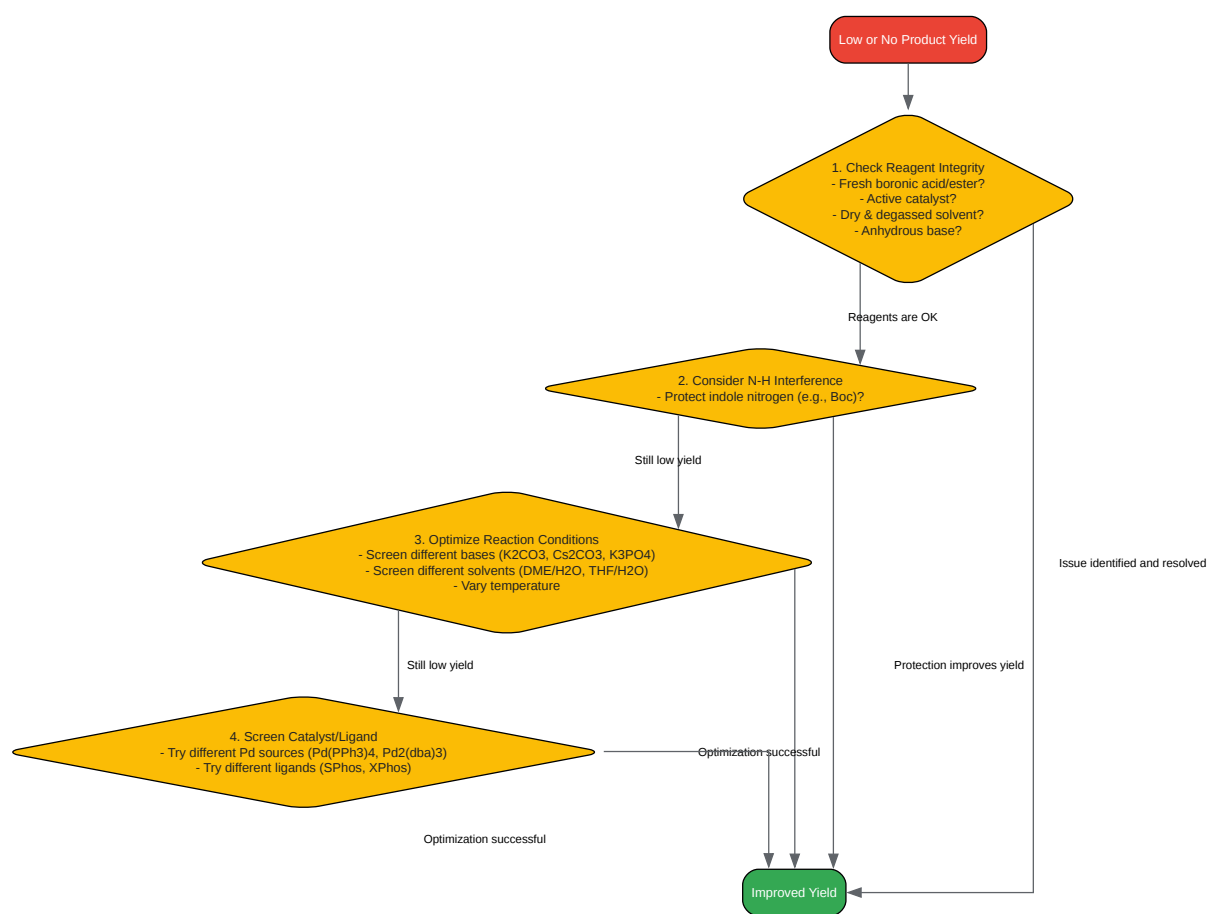 Low or No Product Yield
1. Check Reagent Integrity
- Fresh boronic acid/ester?
- Active catalyst?
- Dry & degassed solvent?
- Anhydrous base?
Reagents are OK
2. Consider N-H Interference
- Protect indole nitrogen (e.g., Boc)?
Still low yield
3. Optimize Reaction Conditions
- Screen different bases (K2CO3, Cs2CO3, K3PO4)
- Screen different solvents (DME/H2O, THF/H2O)
- Vary temperature
Issue identified and resolved
Still low yield
Protection improves yield
4. Screen Catalyst/Ligand
- Try different Pd sources (Pd(PPh3)4, Pd2(dba)3)
- Try different ligands (SPhos, XPhos)
Optimization successful
Optimization successful
Improved Yield